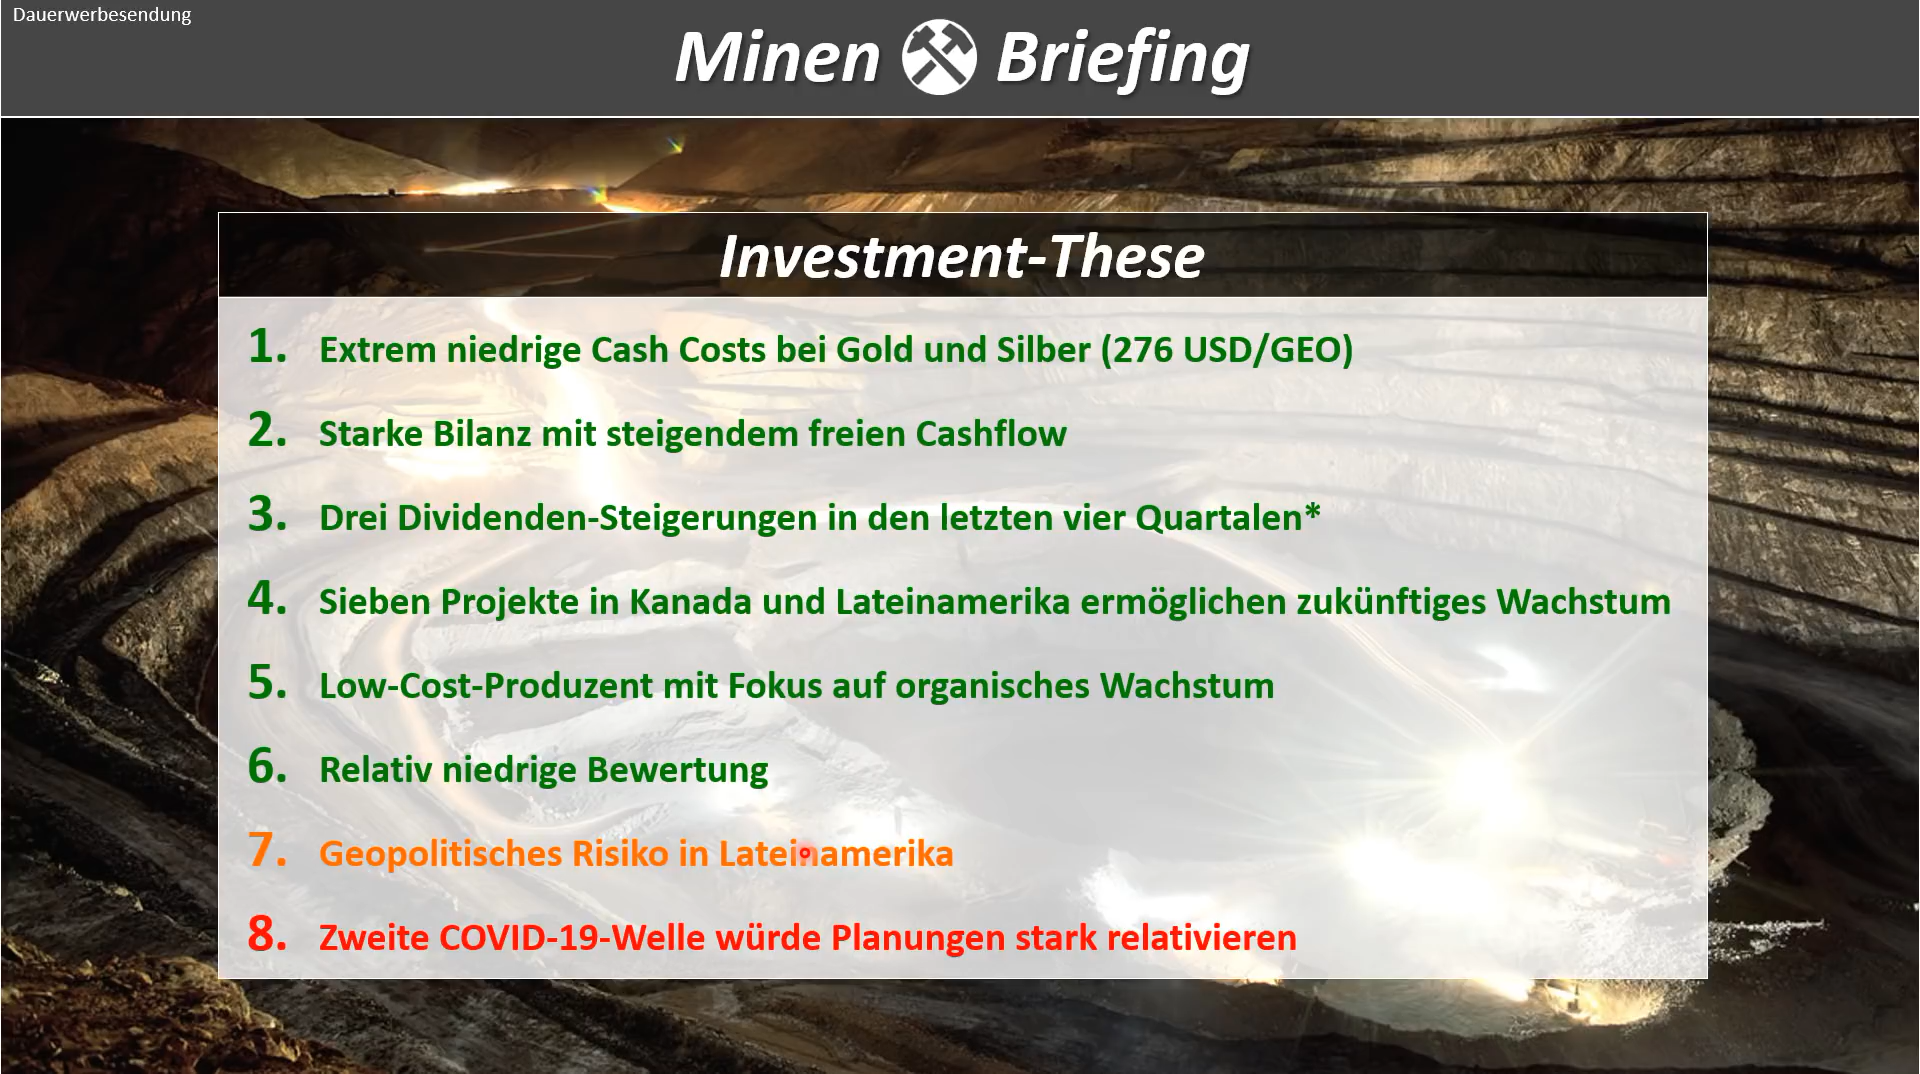 Dauerwerbesendung
Minen Briefing
Investment-These
1. Extrem niedrige Cash Costs bei Gold und Silber (276 USD/GEO)
2. Starke Bilanz mit steigendem freien Cashflow
3. Drei Dividenden-Steigerungen in den letzten vier Quartalen*
4. Sieben Projekte in Kanada und Lateinamerika ermöglichen zukünftiges Wachstum
5. Low-Cost-Produzent mit Fokus auf organisches Wachstum
6. Relativ niedrige Bewertung
7. Geopolitisches Risiko in Lateinamerika
8. Zweite COVID-19-Welle würde Planungen stark relativieren